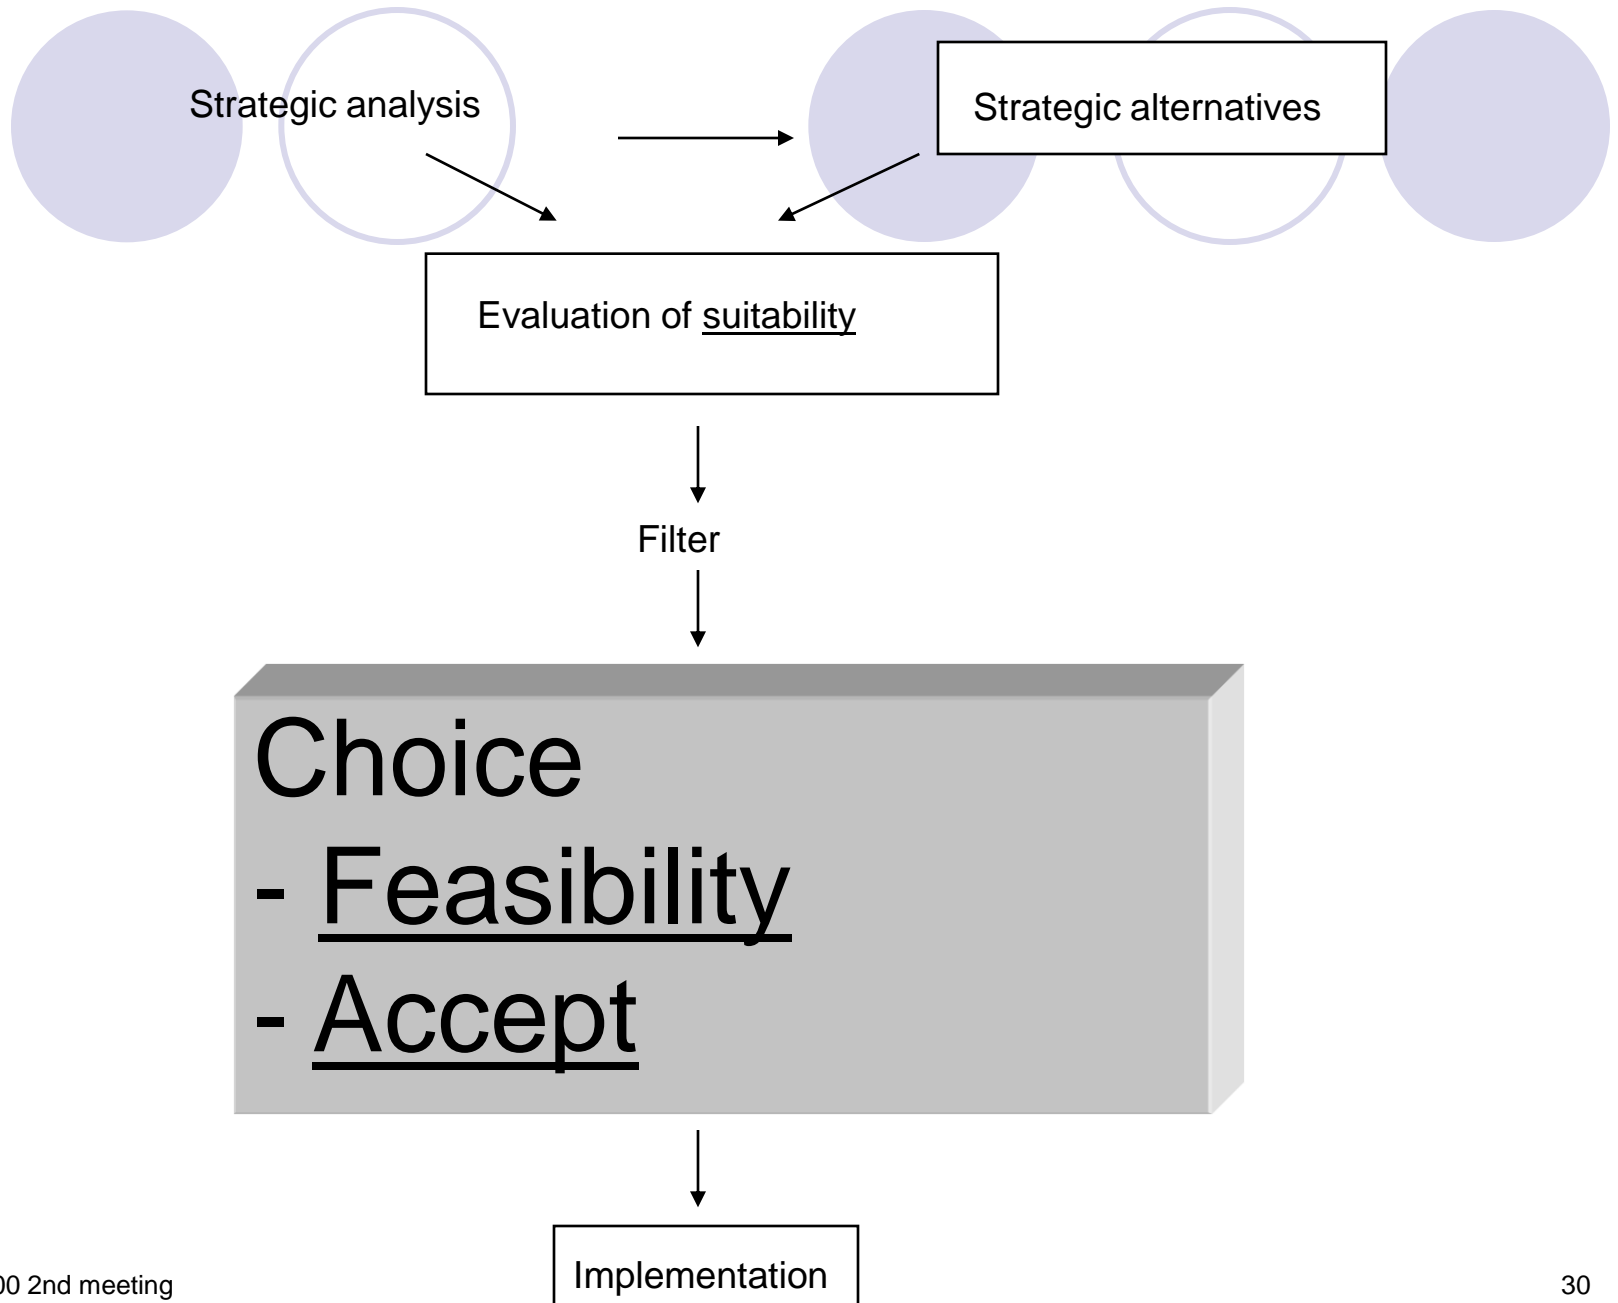 Strategic analysis
Strategic alternatives
Evaluation of suitability
Filter
Choice
- Feasibility
- Accept
Implementation
00 2nd meeting
30